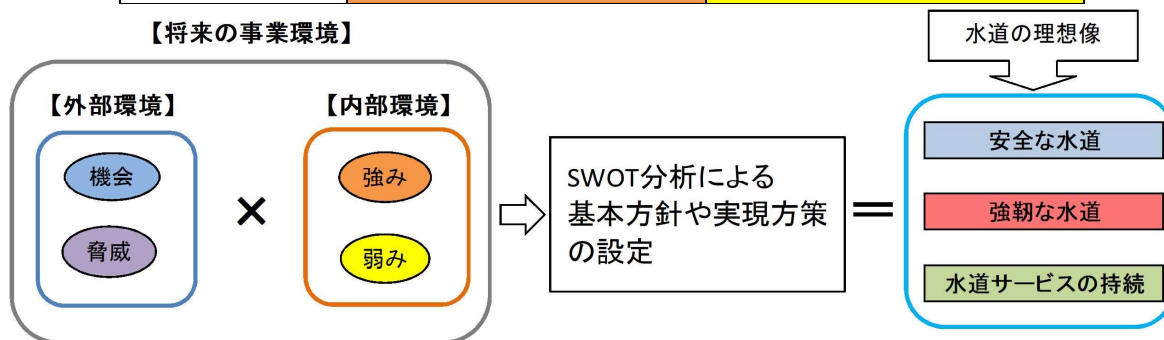 【将来の事業環境】
水道の理想像
【外部環境】
【内部環境】
機会
脅威
×
強み
弱み
SWOT分析による
基本方針や実現方策
の設定
＝
安全な水道
強靭な水道
水道サービスの持続